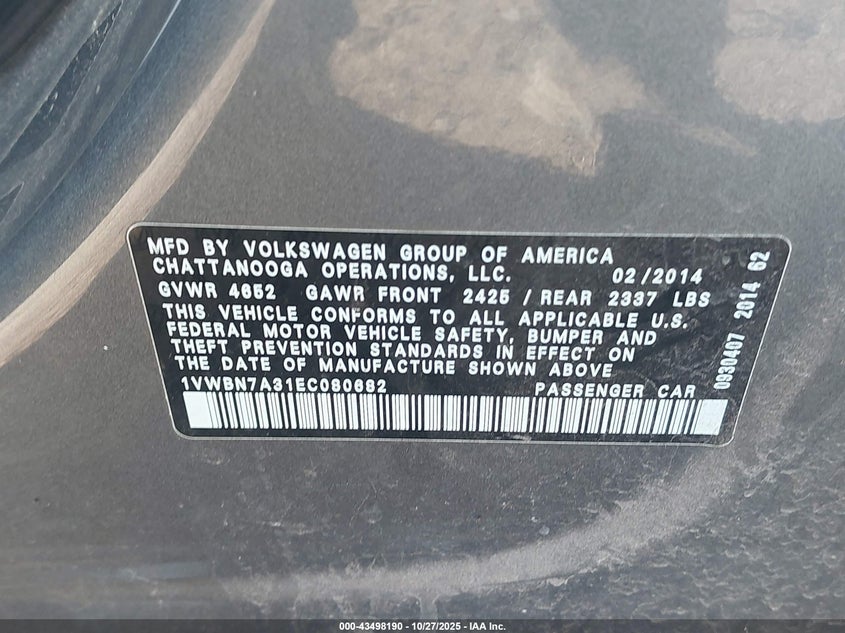 MFD BY VOLKSWAGEN GROUP OF AMERICA
CHATTANOOGA OPERATIONS, LLC. 02/2014
GVWR 4652 GAWR FRONT 2425 / REAR 2337 LBS
THIS VEHICLE CONFORMS TO ALL APPLICABLE U.S.
FEDERAL MOTOR VEHICLE SAFETY, BUMPER AND
THEFT PREVENTION STANDARDS IN EFFECT ON
THE DATE OF MANUFACTURE SHOWN ABOVE
1VWBN7A31EC080682 PASSENGER CAR
0930407 2014 62
000-43498190 - 10/27/2025 - IAA Inc.